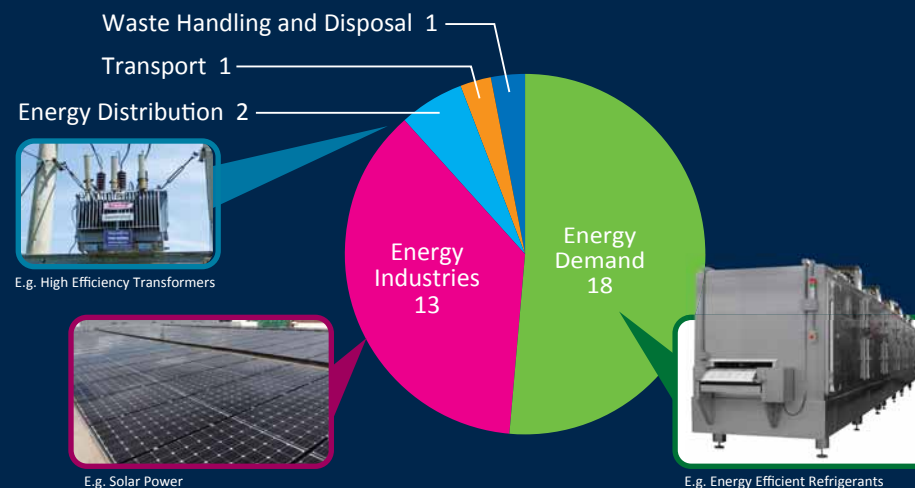 Waste Handling and Disposal 1
Transport 1
Energy Distribution 2
E.g. High Efficiency Transformers
Energy
Industries
13
Energy
Demand
18
E.g. Solar Power
E.g. Energy Efficient Refrigerants